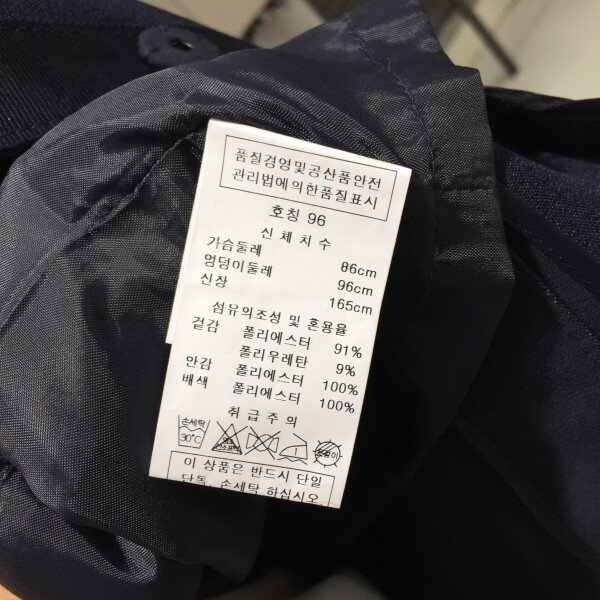 품질경영및공산품안전
관리법에의한품질표시
호칭 96
신체치수
가슴둘레 86cm
엉덩이둘레 96cm
신장 165cm
섬유의조성 및 혼용율
겉감 폴리에스터 91%
폴리우레탄 9%
안감 폴리에스터 100%
배색 폴리에스터 100%
취급주의
손세탁
30℃
이 상품은 반드시 단일
단독, 손세탁 하십시오